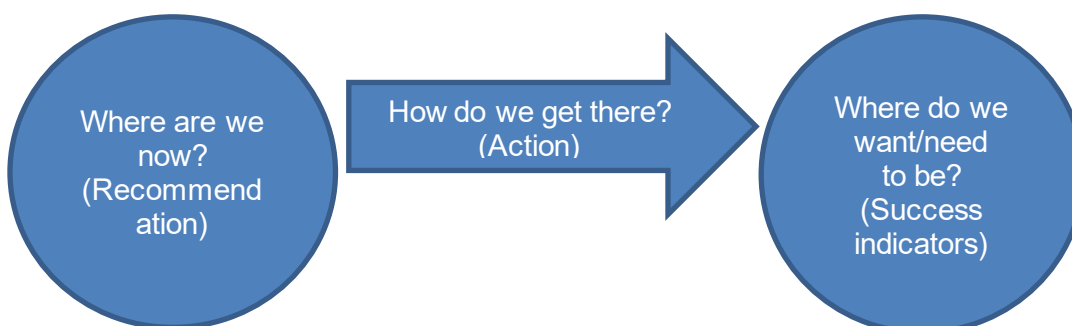 Where are we
now?
(Recommend
ation)
How do we get there?
(Action)
Where do we
want/need
to be?
(Success
indicators)